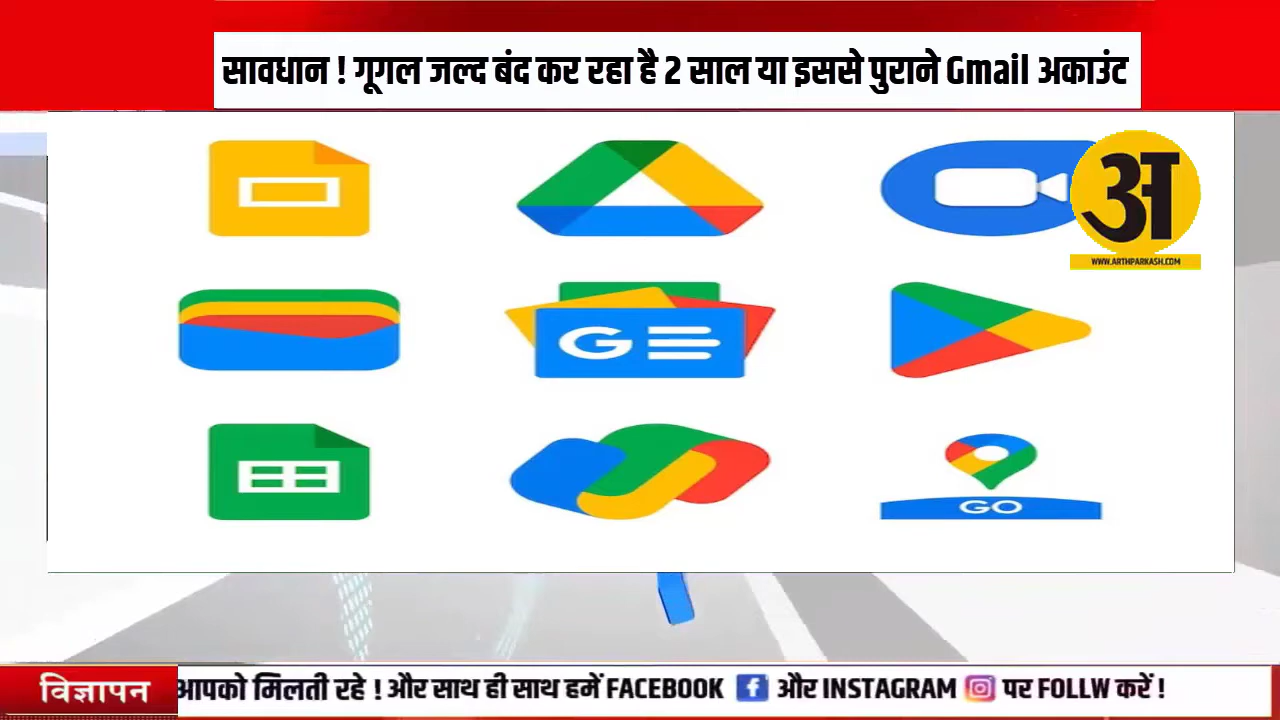 सावधान ! गूगल जल्द बंद कर रहा है 2 साल या इससे पुराने Gmail अकाउंट
अ
WWW.ARTHPARKASH.COM
G
GO
विज्ञापन
आपको मिलती रहे ! और साथ ही साथ हमें FACEBOOK और INSTAGRAM पर FOLLW करें !